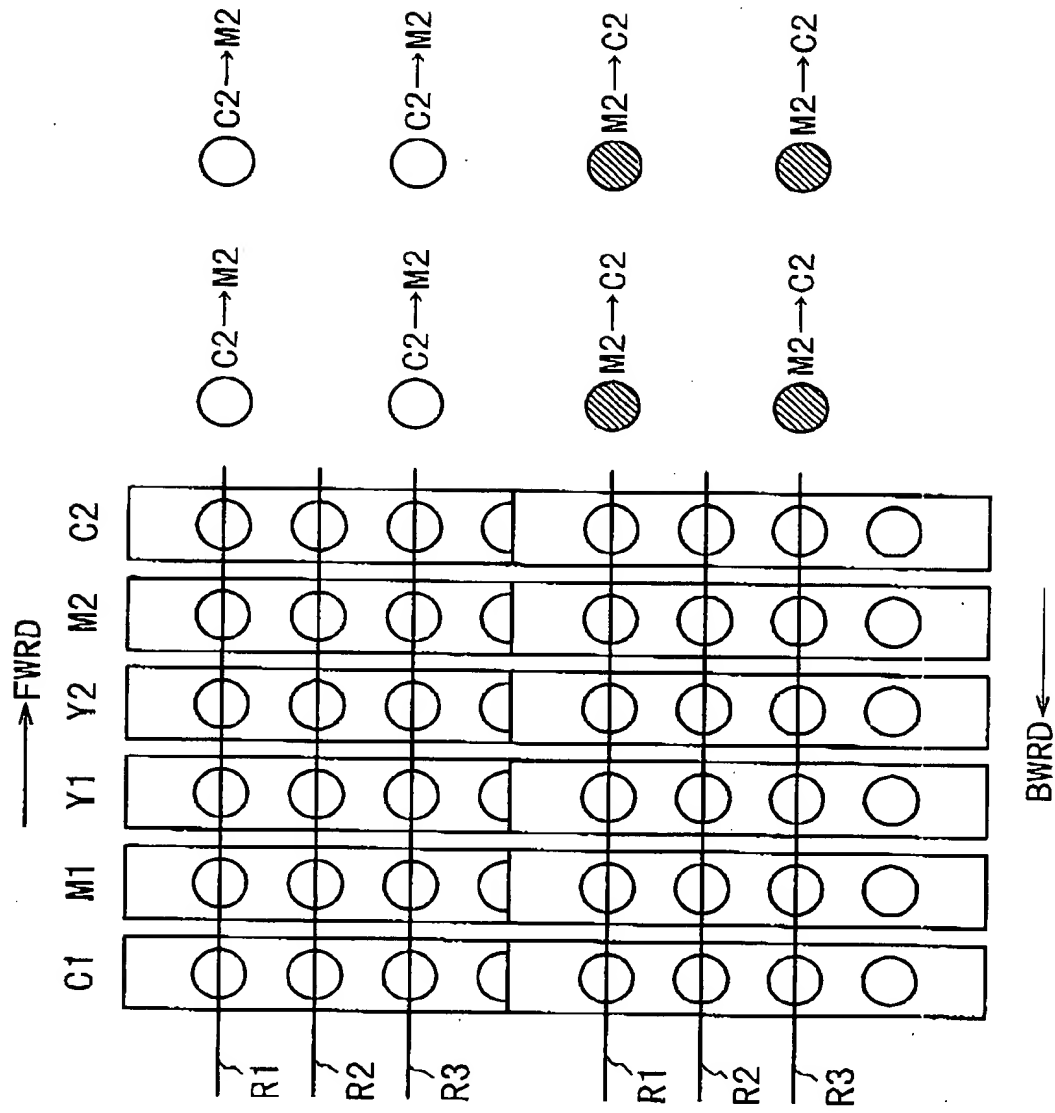 →FWRD
C1 M1 Y1 Y2 M2 C2
R1 C2→M2 C2→M2
R2
R3 C2→M2 C2→M2
R1 M2→C2 M2→C2
R2
R3 M2→C2 M2→C2
BWRD←